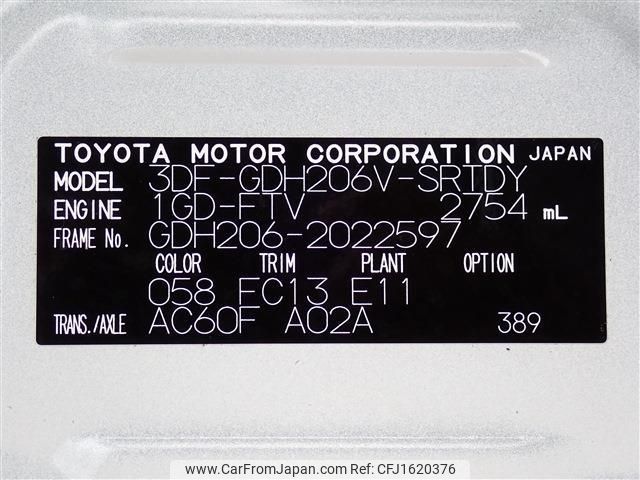 TOYOTA MOTOR CORPORATION JAPAN
MODEL 3DF-GDH206V-SRTDY
ENGINE 1GD-FTV 2754 mL
FRAME No. GDH206-2022597
COLOR TRIM PLANT OPTION
058 FC13 E11
TRANS./AXLE AC60F A02A 389
www.CarFromJapan.com CFJ1620376